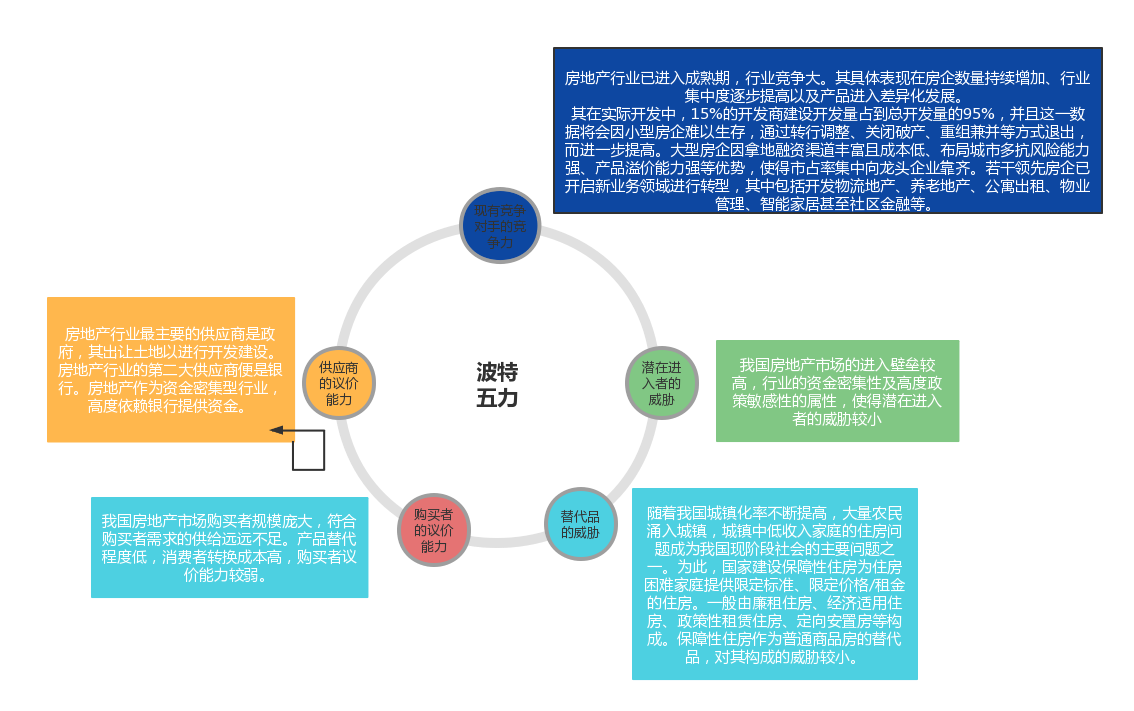 房地产行业已进入成熟期，行业竞争大。其具体表现在房企数量持续增加、行业
集中度逐步提高以及产品进入差异化发展。
其在实际开发中，15%的开发商建设开发量占到总开发量的95%，并且这一数
据将会因小型房企难以生存，通过转行调整、关闭破产、重组兼并等方式退出，
而进一步提高。大型房企因拿地融资渠道丰富且成本低、布局城市多抗风险能力
强、产品溢价能力强等优势，使得市占率集中向龙头企业靠齐。若干领先房企已
开启新业务领域进行转型，其中包括开发物流地产、养老地产、公寓出租、物业
管理、智能家居甚至社区金融等。
现有竞争
对手的竞
争力
房地产行业最主要的供应商是政
府，其出让土地以进行开发建设。
房地产行业的第二大供应商便是银
行。房地产作为资金密集型行业，
高度依赖银行提供资金。
供应商
的议价
能力
波特
五力
潜在进
入者的
威胁
我国房地产市场的进入壁垒较
高，行业的资金密集性及高度政
策敏感性的属性，使得潜在进入
者的威胁较小
我国房地产市场购买者规模庞大，符合
购买者需求的供给远远不足。产品替代
程度低，消费者转换成本高，购买者议
价能力较弱。
购买者
的议价
能力
替代品
的威胁
随着我国城镇化率不断提高，大量农民
涌入城镇，城镇中低收入家庭的住房问
题成为我国现阶段社会的主要问题之
一。为此，国家建设保障性住房为住房
困难家庭提供限定标准、限定价格/租金
的住房。一般由廉租住房、经济适用住
房、政策性租赁住房、定向安置房等构
成。保障性住房作为普通商品房的替代
品，对其构成的威胁较小。